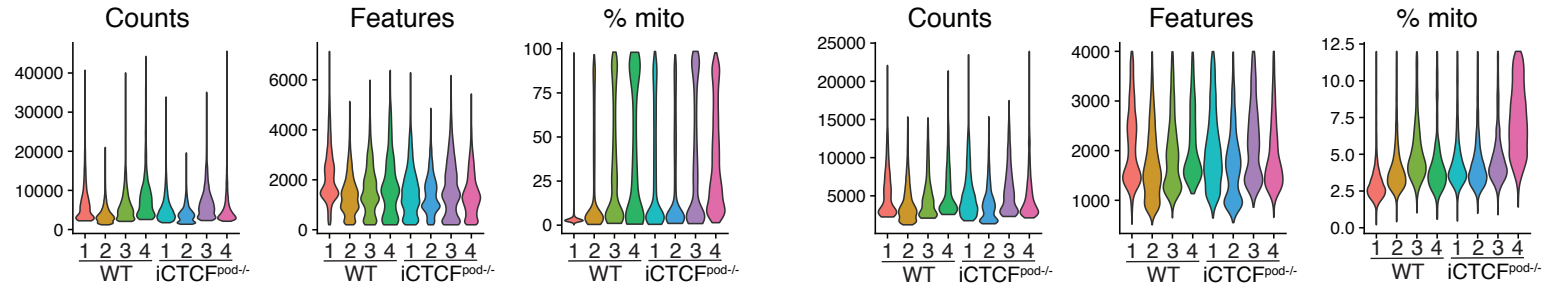 Counts
Features
% mito
Counts
Features
% mito
40000
30000
20000
10000
0
1 2 3 4 1 2 3 4
WT iCTCFpod-/-
6000
4000
2000
0
1 2 3 4 1 2 3 4
WT iCTCFpod-/-
100
75
50
25
0
1 2 3 4 1 2 3 4
WT iCTCFpod-/-
25000
20000
15000
10000
5000
1 2 3 4 1 2 3 4
WT iCTCFpod-/-
4000
3000
2000
1000
1 2 3 4 1 2 3 4
WT iCTCFpod-/-
12.5
10.0
7.5
5.0
2.5
0.0
1 2 3 4 1 2 3 4
WT iCTCFpod-/-